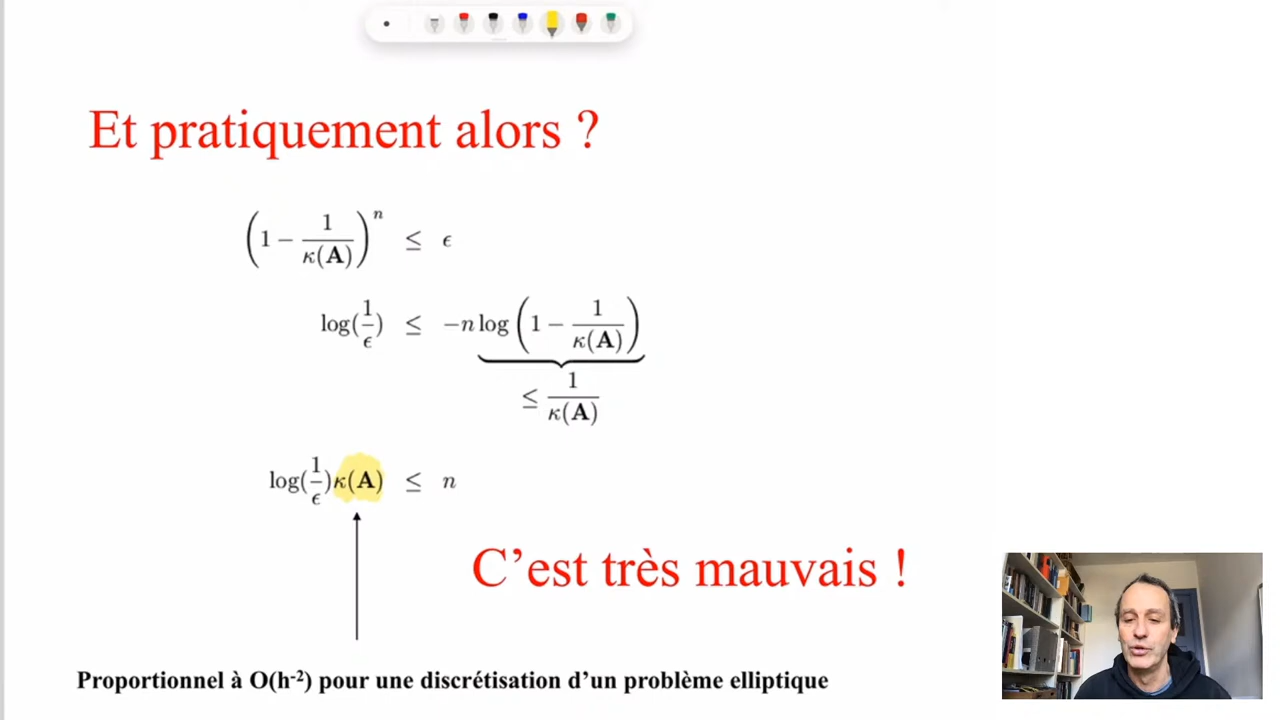 Et pratiquement alors ?
(1 − 1/κ(A))ⁿ ≤ ϵ
log(1/ϵ) ≤ −n log (1 − 1/κ(A))
≤ 1/κ(A)
log(1/ϵ)κ(A) ≤ n
C’est très mauvais !
Proportionnel à O(h⁻²) pour une discrétisation d’un problème elliptique